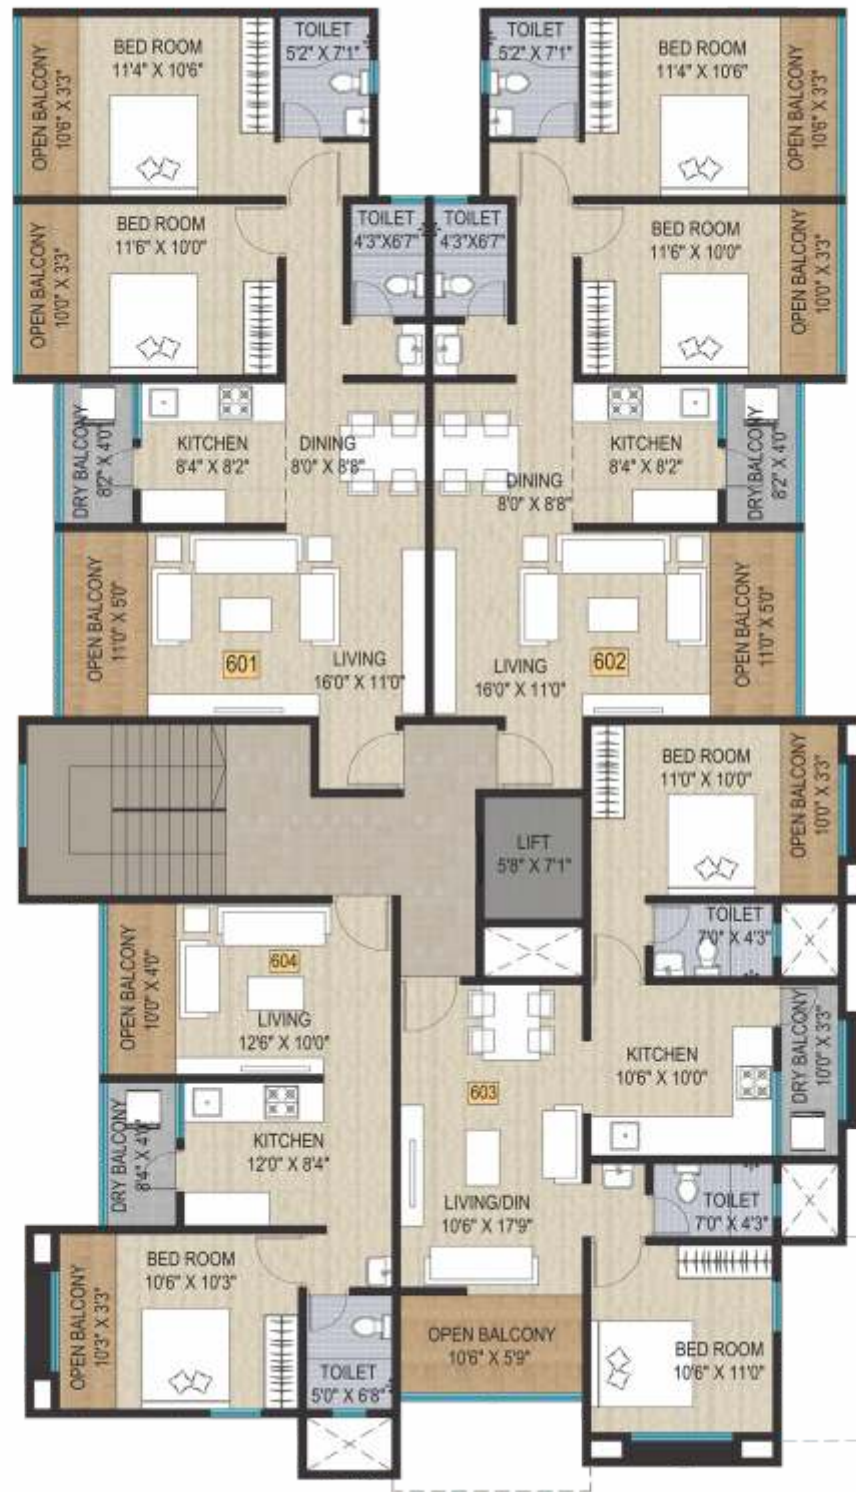 BED ROOM
11'4" X 10'6"
TOILET
5'2" X 7'1"
OPEN BALCONY
10'6" X 3'3"
TOILET
5'2" X 7'1"
BED ROOM
11'4" X 10'6"
OPEN BALCONY
10'6" X 3'3"
OPEN BALCONY
10'0" X 3'3"
BED ROOM
11'6" X 10'0"
TOILET
4'3"X6'7"
TOILET
4'3"X6'7"
BED ROOM
11'6" X 10'0"
OPEN BALCONY
10'0" X 3'3"
DRY BALCONY
8'2" X 4'0"
KITCHEN
8'4" X 8'2"
DINING
8'0" X 8'8"
DINING
8'0" X 8'8"
KITCHEN
8'4" X 8'2"
DRY BALCONY
8'2" X 4'0"
OPEN BALCONY
11'0" X 5'0"
601
LIVING
16'0" X 11'0"
LIVING
16'0" X 11'0"
602
OPEN BALCONY
11'0" X 5'0"
BED ROOM
11'0" X 10'0"
OPEN BALCONY
10'0" X 3'3"
LIFT
5'8" X 7'1"
TOILET
7'0" X 4'3"
OPEN BALCONY
10'0" X 4'0"
604
LIVING
12'6" X 10'0"
KITCHEN
10'6" X 10'0"
DRY BALCONY
10'0" X 3'3"
603
DRY BALCONY
8'4" X 4'0"
KITCHEN
12'0" X 8'4"
LIVING/DIN
10'6" X 17'9"
TOILET
7'0" X 4'3"
OPEN BALCONY
10'3" X 3'3"
BED ROOM
10'6" X 10'3"
OPEN BALCONY
10'6" X 5'9"
BED ROOM
10'6" X 11'0"
TOILET
5'0" X 6'8"